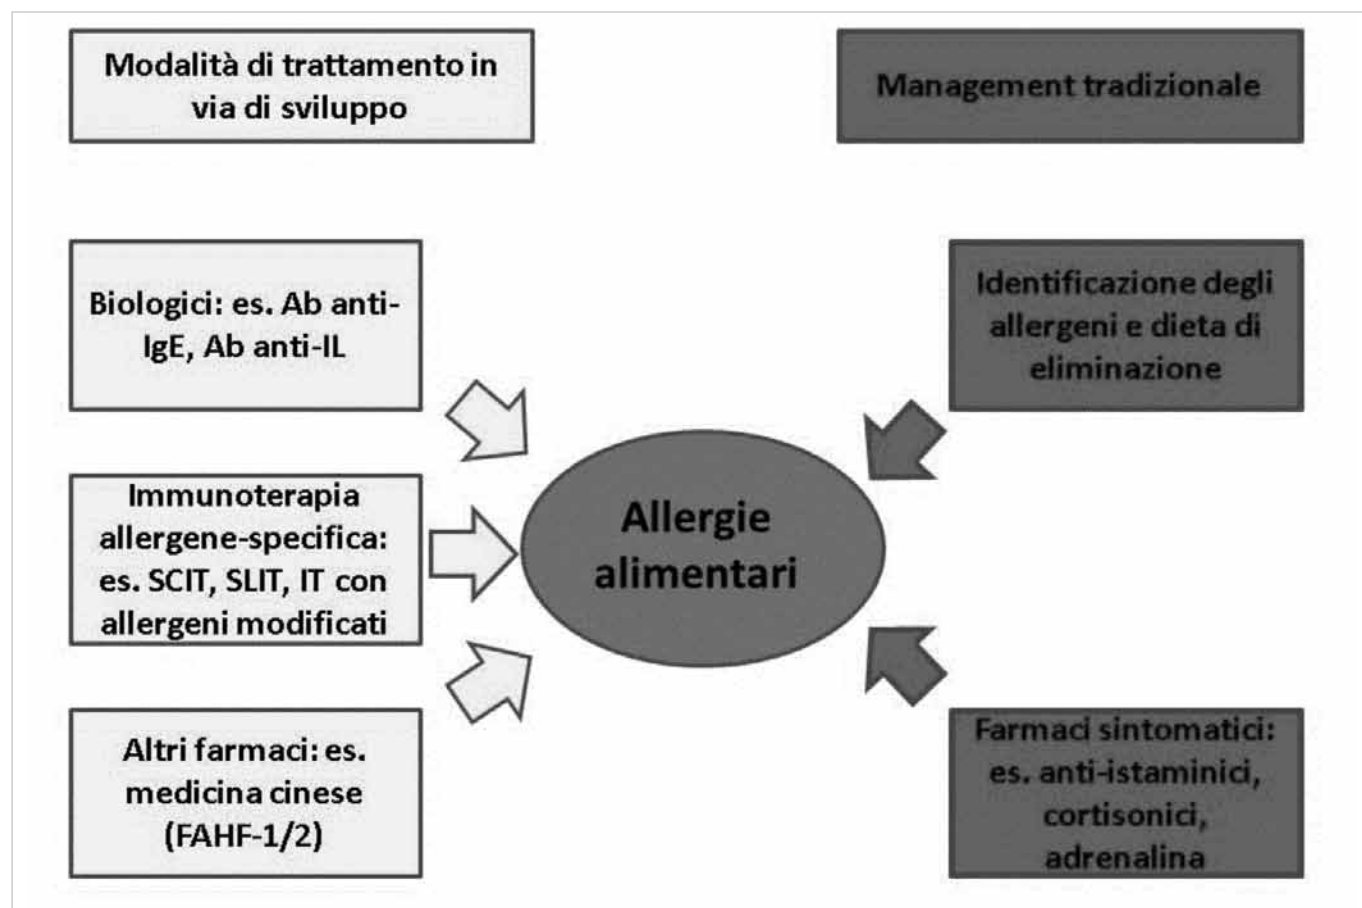 Modalità di trattamento in
via di sviluppo
Management tradizionale
Biologici: es. Ab anti-
IgE, Ab anti-IL
Identificazione degli
allergeni e dieta di
eliminazione
Immunoterapia
allergene-specifica:
es. SCIT, SLIT, IT con
allergeni modificati
Allergie
alimentari
Altri farmaci: es.
medicina cinese
(FAHF-1/2)
Farmaci sintomatici:
es. anti-istaminici,
cortisonici,
adrenalina